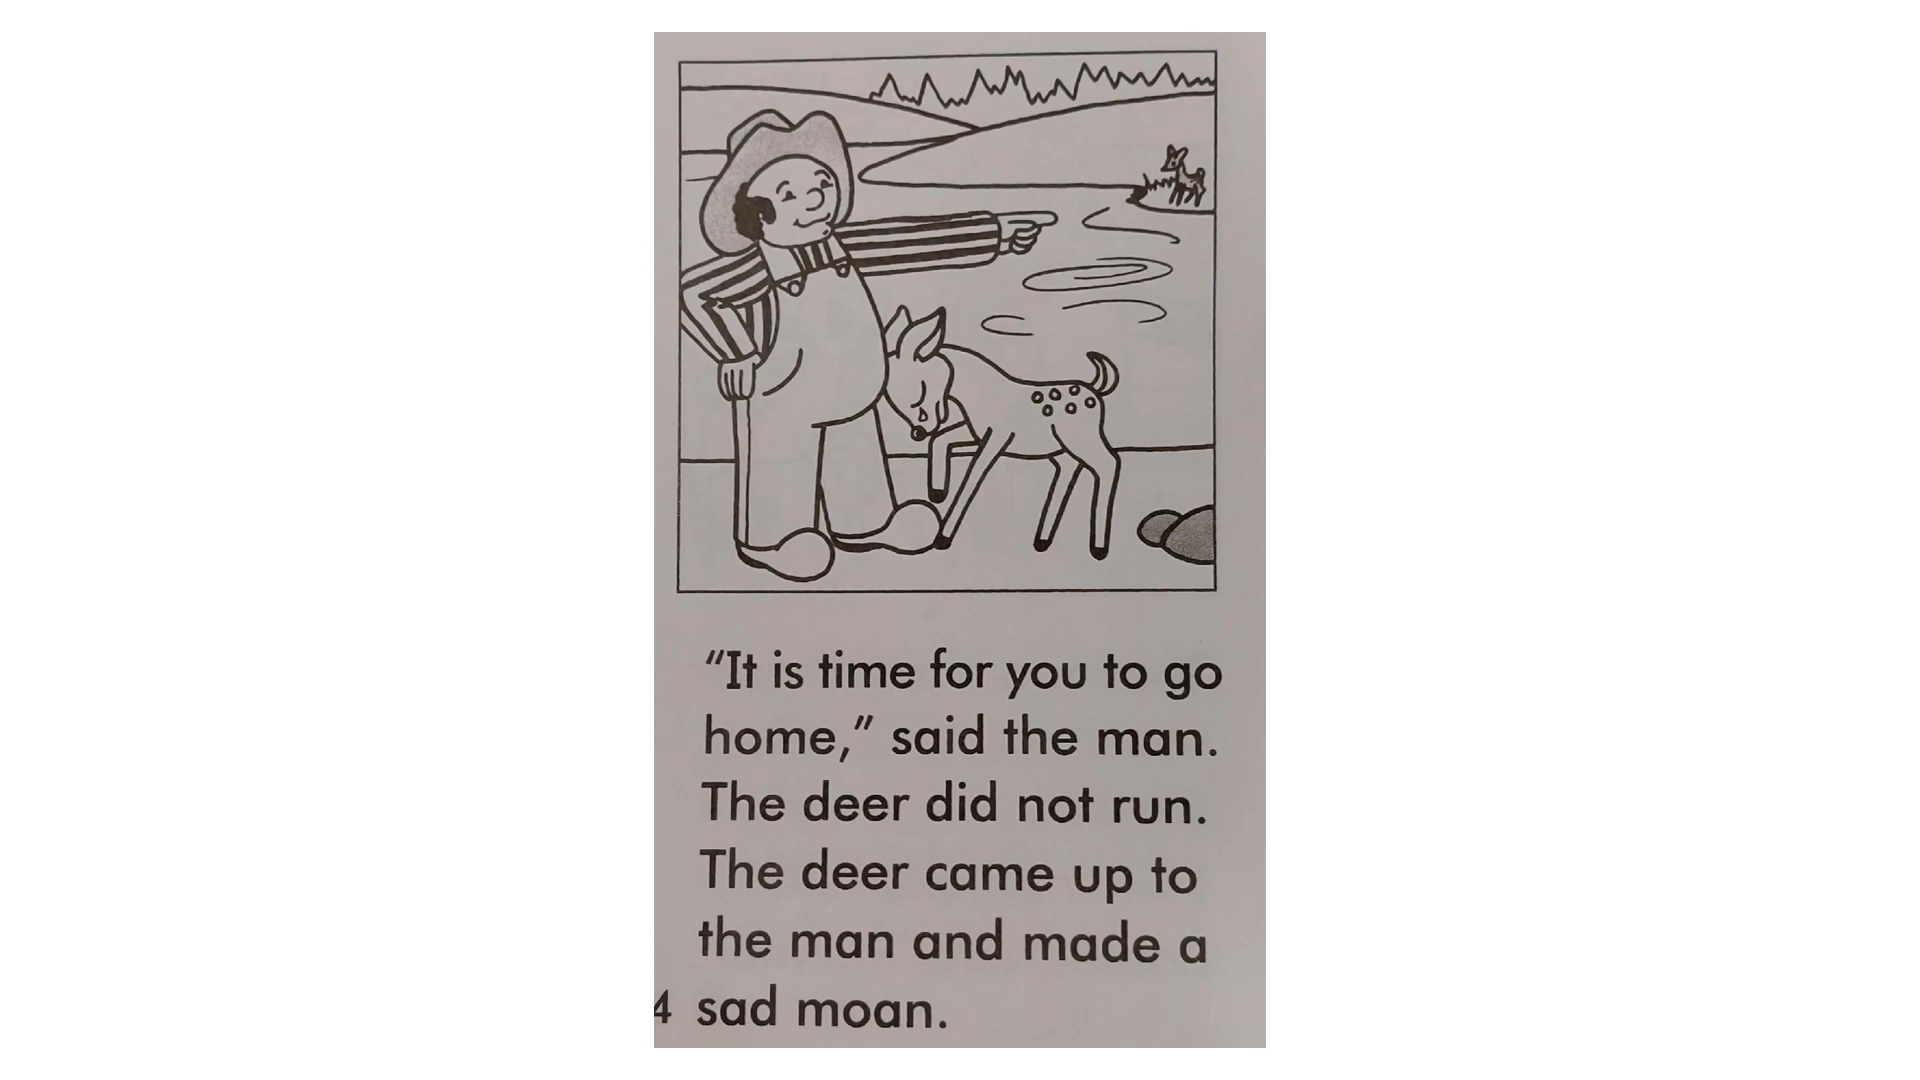 “It is time for you to go
home,” said the man.
The deer did not run.
The deer came up to
the man and made a
4 sad moan.